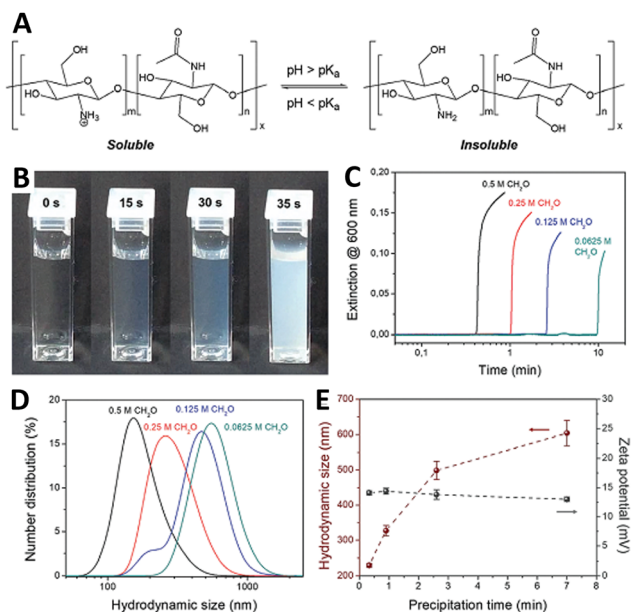 A
OH
O
NH
HO
O
HO
NH₃
⊕
m
O
O
OH
n
x
Soluble
pH > pKₐ
pH < pKₐ
OH
O
NH
HO
O
HO
NH₂
m
O
O
OH
n
x
Insoluble
B
0 s
15 s
30 s
35 s
C
0,20
0,15
0,10
0,05
0,00
Extinction @ 600 nm
0.5 M CH₂O
0.25 M CH₂O
0.125 M CH₂O
0.0625 M
CH₂O
0,1
1
10
Time (min)
D
20
15
10
5
0
Number distribution (%)
0.5 M CH₂O
0.125 M CH₂O
0.25 M CH₂O
0.0625 M CH₂O
100
1000
Hydrodynamic size (nm)
E
700
600
500
400
300
200
Hydrodynamic size (nm)
30
25
20
15
10
5
0
Zeta potential (mV)
0 1 2 3 4 5 6 7 8
Precipitation time (min)